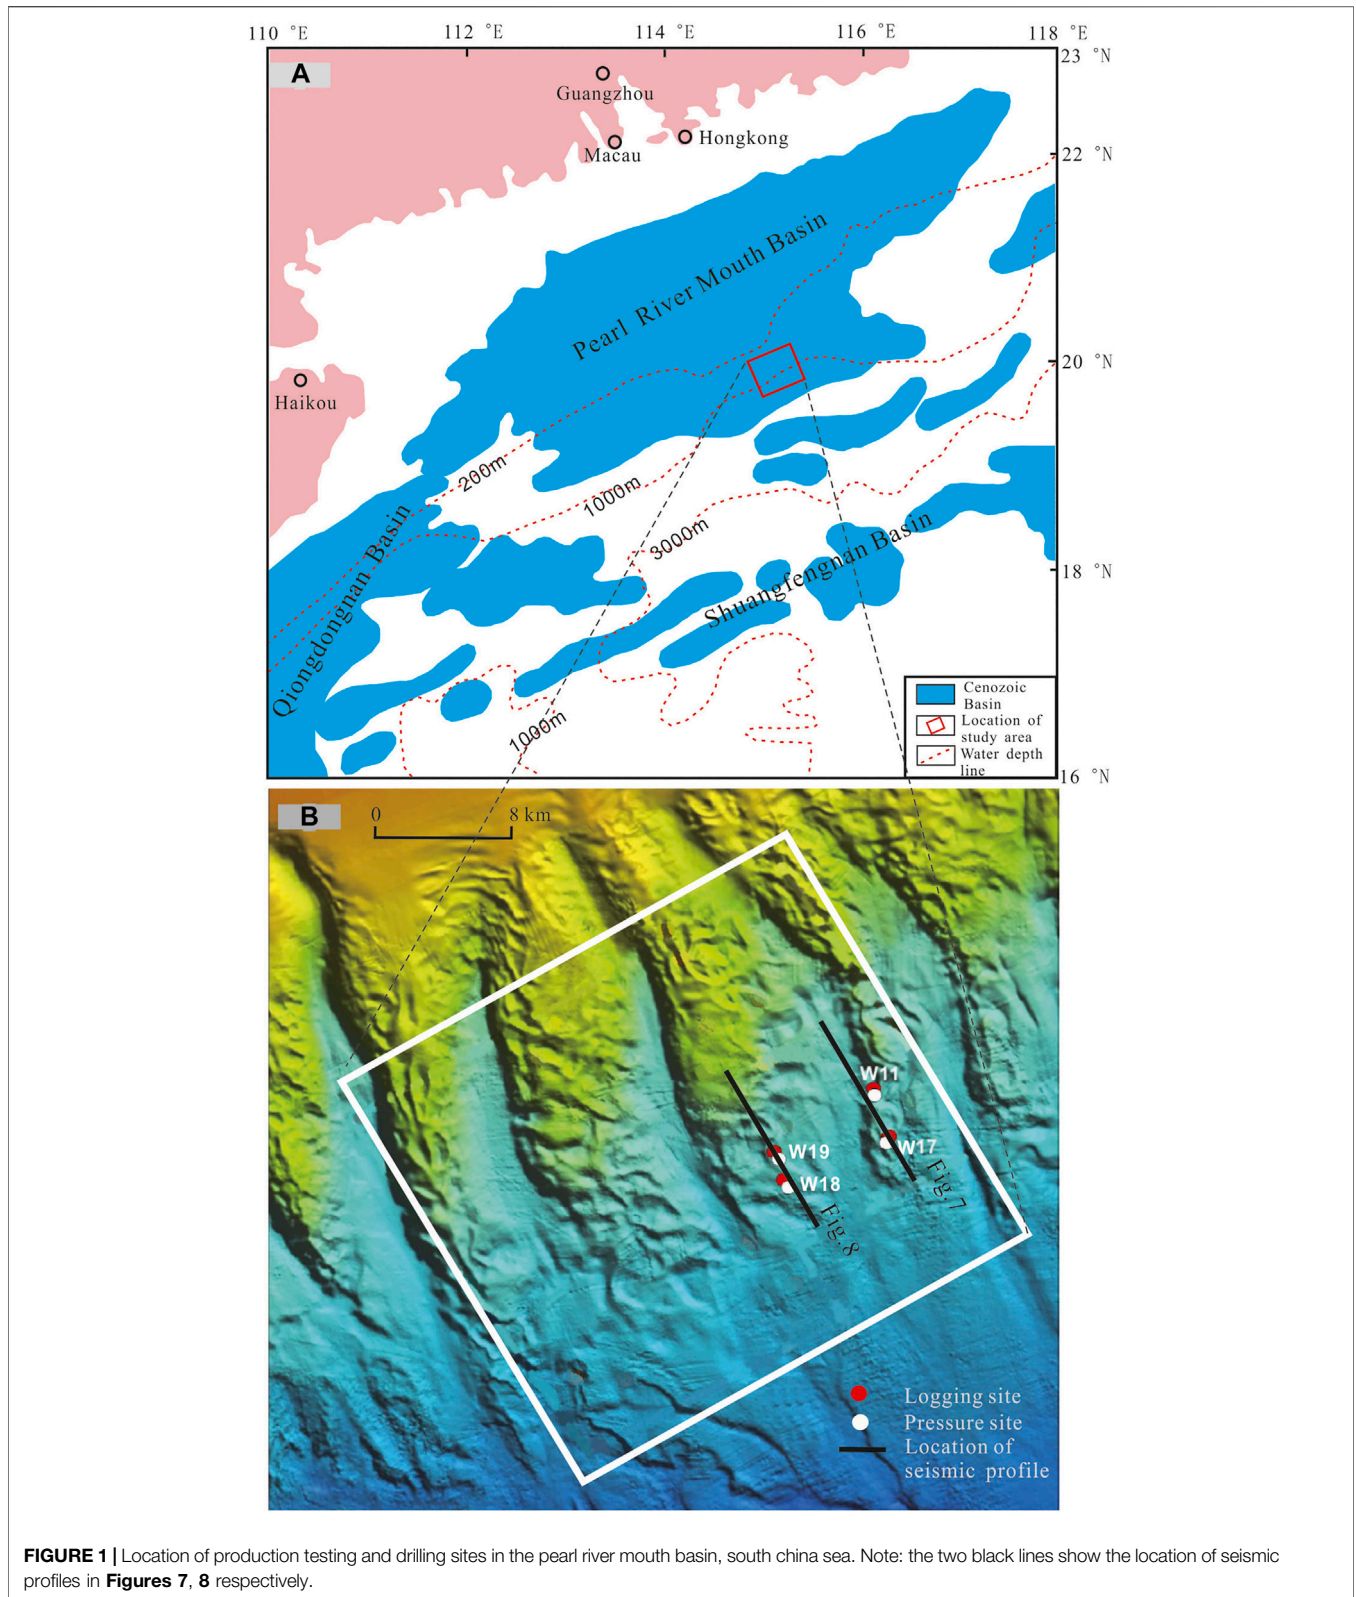 110 °E 112 °E 114 °E 116 °E 118 °E
23 °N
A
Guangzhou
Macau
Hongkong
22 °N
Pearl River Mouth Basin
20 °N
Haikou
200m
1000m
3000m
Qiongdongnan Basin
Shuangfengnan Basin
18 °N
1000m
Cenozoic
Basin
Location of
study area
Water depth
line
16 °N
B
0 8 km
W11
W17
W19
W18
Fig.7
Fig.8
Logging site
Pressure site
Location of
seismic profile
FIGURE 1 | Location of production testing and drilling sites in the pearl river mouth basin, south china sea. Note: the two black lines show the location of seismic
profiles in Figures 7, 8 respectively.